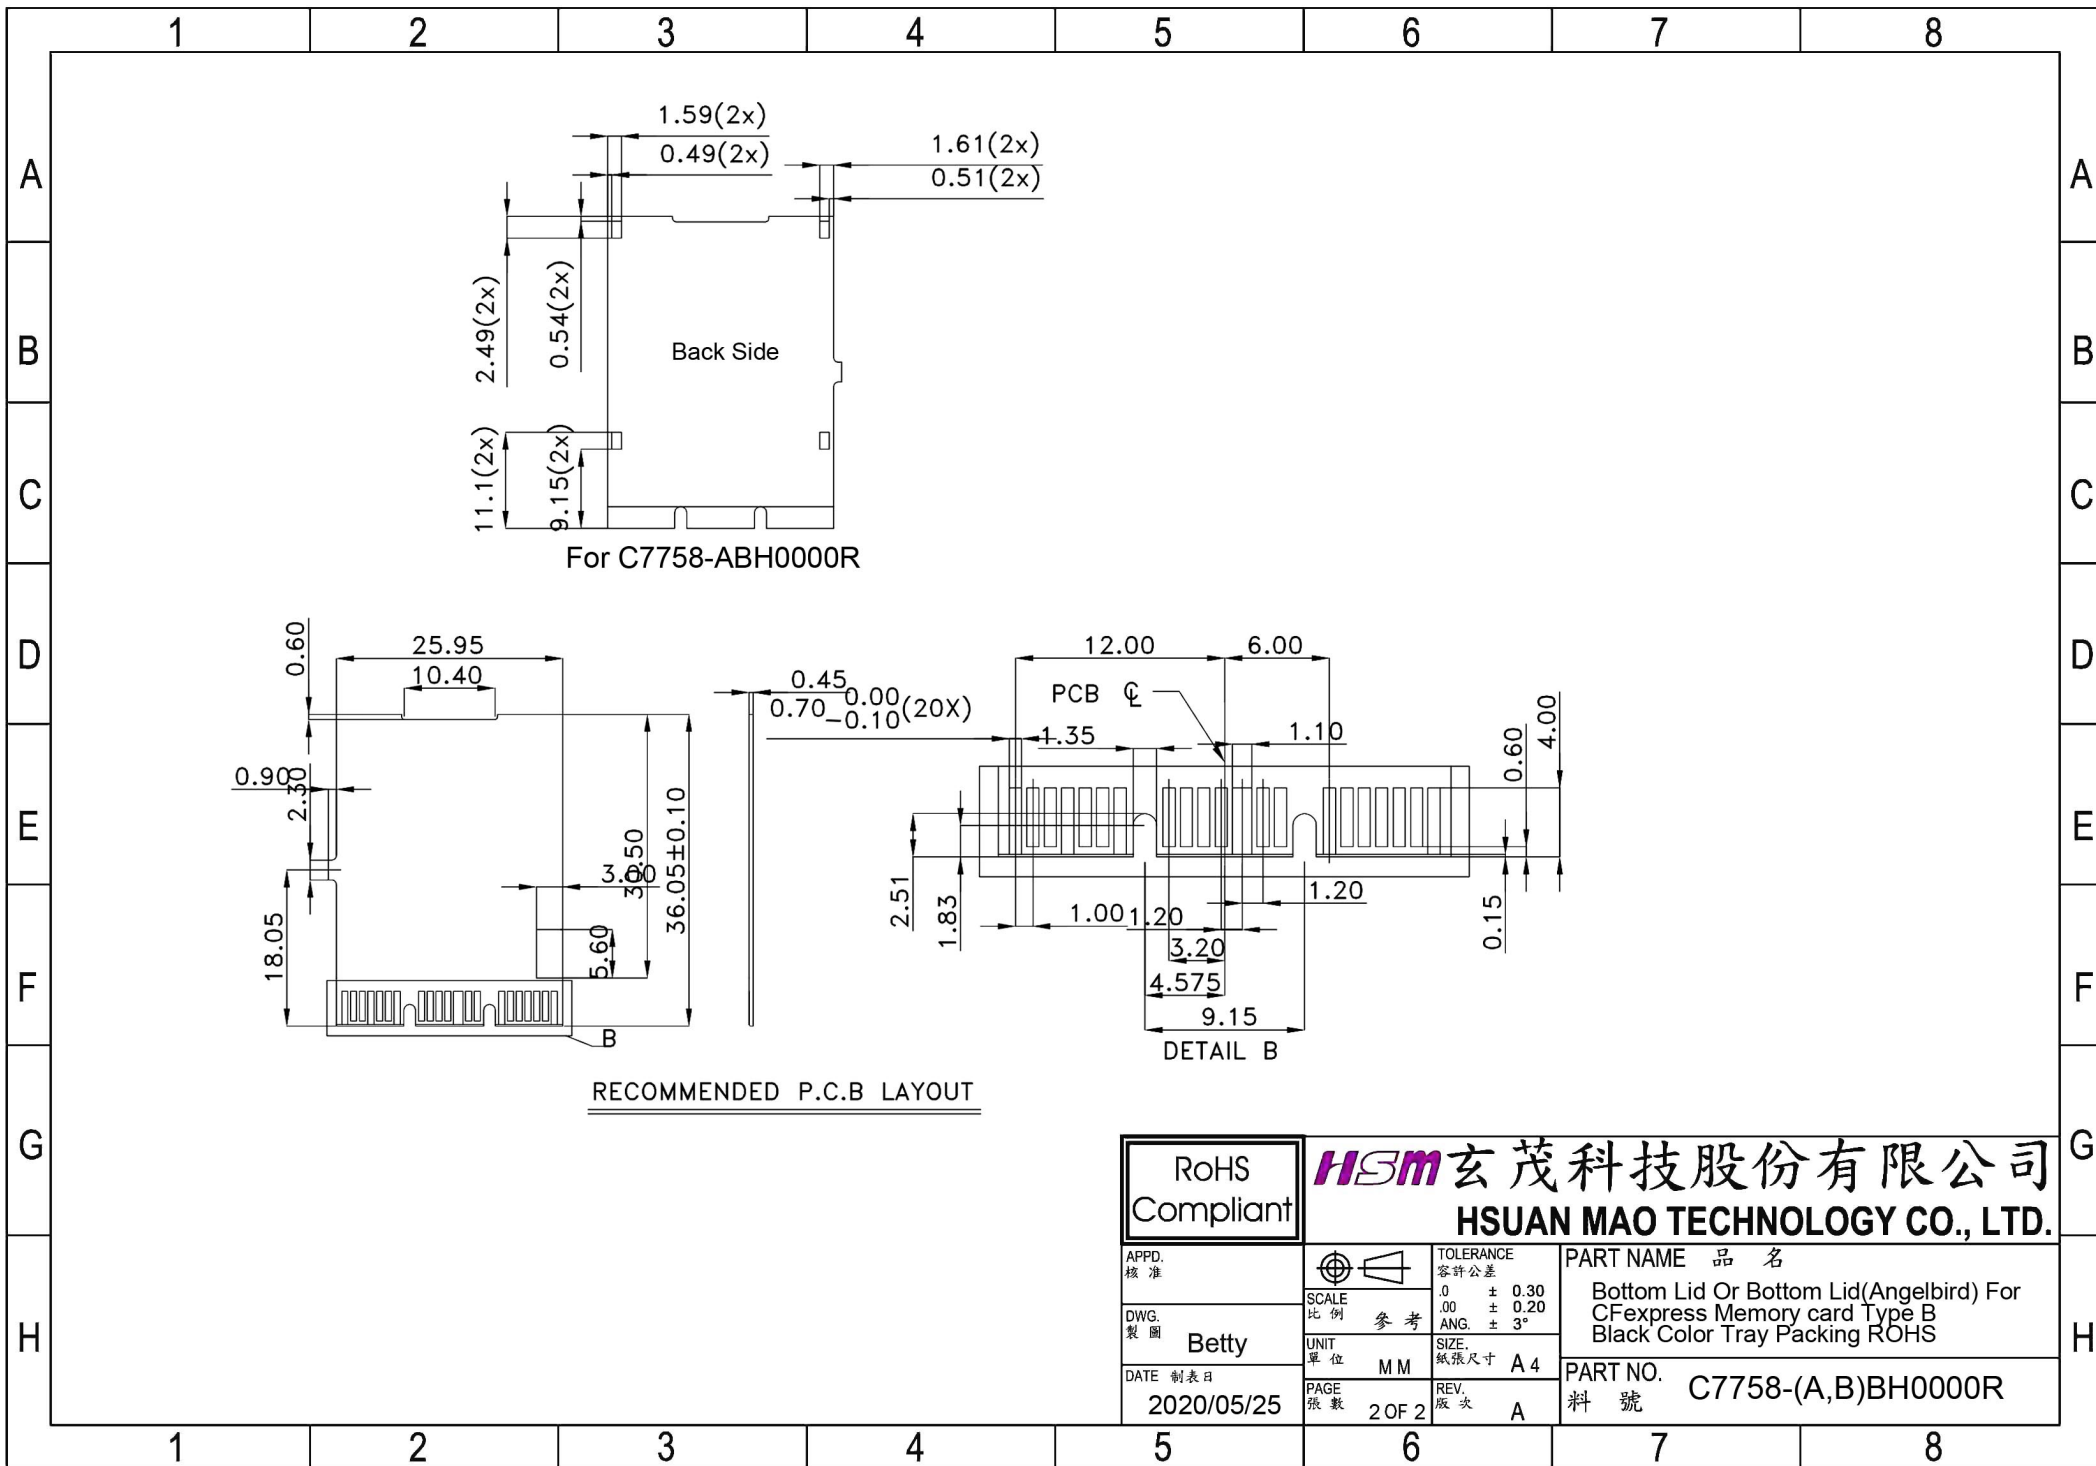 1 2 3 4 5 6 7 8
A A
B B
C C
D D
E E
F F
G G
H H
1.59(2x)
0.49(2x)
1.61(2x)
0.51(2x)
2.49(2x)
0.54(2x)
Back Side
11.1(2x)
9.15(2x)
For C7758-ABH0000R
0.60
25.95
10.40
0.90
2.30
18.05
3.00
30.50
36.05±0.10
5.60
B
0.45
0.70 0.00 -0.10 (20X)
12.00
6.00
PCB ℄
1.35
1.10
0.60
4.00
2.51
1.83
1.00
1.20
1.20
0.15
3.20
4.575
9.15
DETAIL B
RECOMMENDED P.C.B LAYOUT
RoHS
Compliant
HSM 玄茂科技股份有限公司
HSUAN MAO TECHNOLOGY CO., LTD.
APPD.
核 准
DWG.
製 圖 Betty
DATE 制表日
2020/05/25
SCALE
比 例 參 考
UNIT
單 位 MM
PAGE
張 數 2 OF 2
TOLERANCE
容許公差
.0 ± 0.30
.00 ± 0.20
ANG. ± 3°
SIZE.
紙張尺寸 A4
REV.
版 次 A
PART NAME 品 名
Bottom Lid Or Bottom Lid(Angelbird) For
CFexpress Memory card Type B
Black Color Tray Packing ROHS
PART NO.
料 號 C7758-(A,B)BH0000R
1 2 3 4 5 6 7 8